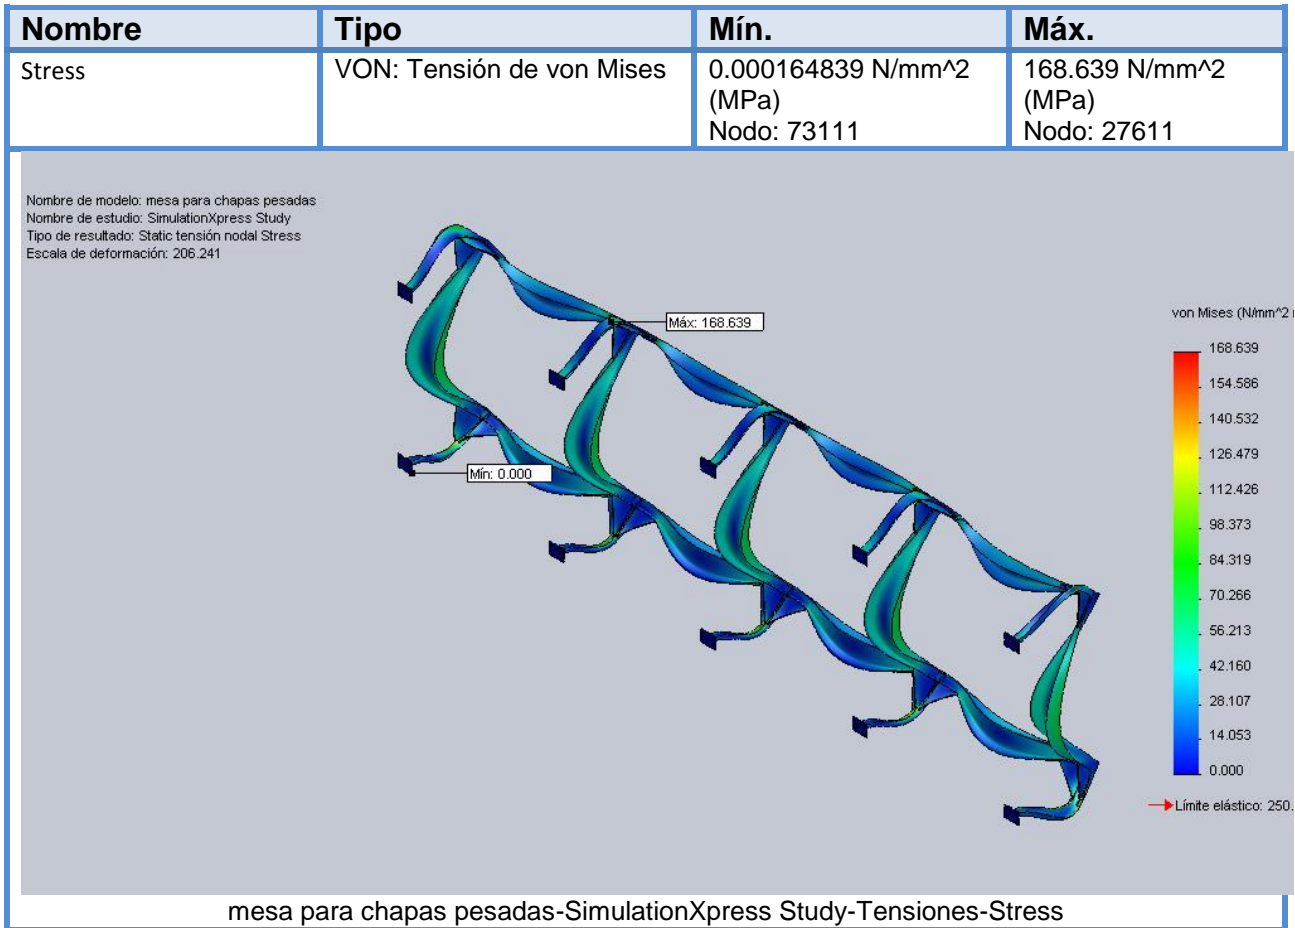 Nombre
Tipo
Mín.
Máx.
Stress
VON: Tensión de von Mises
0.000164839 N/mm^2
(MPa)
Nodo: 73111
168.639 N/mm^2
(MPa)
Nodo: 27611
Nombre de modelo: mesa para chapas pesadas
Nombre de estudio: SimulationXpress Study
Tipo de resultado: Static tensión nodal Stress
Escala de deformación: 206.241
Máx: 168.639
Mín: 0.000
von Mises (N/mm^2
168.639
154.586
140.532
126.479
112.426
98.373
84.319
70.266
56.213
42.160
28.107
14.053
0.000
Límite elástico: 250.
mesa para chapas pesadas-SimulationXpress Study-Tensiones-Stress